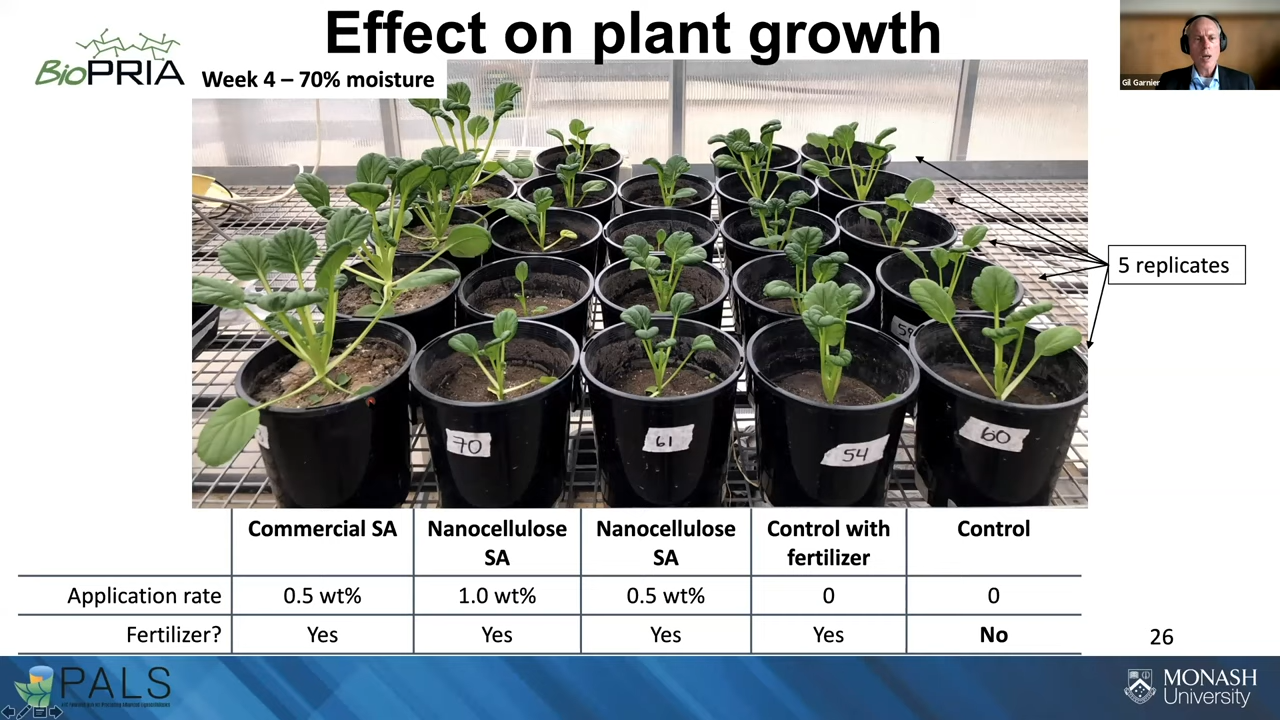 Effect on plant growth
BioPRIA
Week 4 – 70% moisture
Gil Garnier
5 replicates
59
70
61
54
60
Commercial SA
Nanocellulose SA
Nanocellulose SA
Control with fertilizer
Control
Application rate
0.5 wt%
1.0 wt%
0.5 wt%
0
0
Fertilizer?
Yes
Yes
Yes
Yes
No
26
PALS
MONASH
University